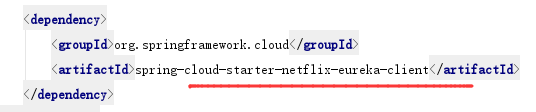 <dependency>
<groupId>org.springframework.cloud</groupId>
<artifactId>spring-cloud-starter-netflix-eureka-client</artifactId>
</dependency>